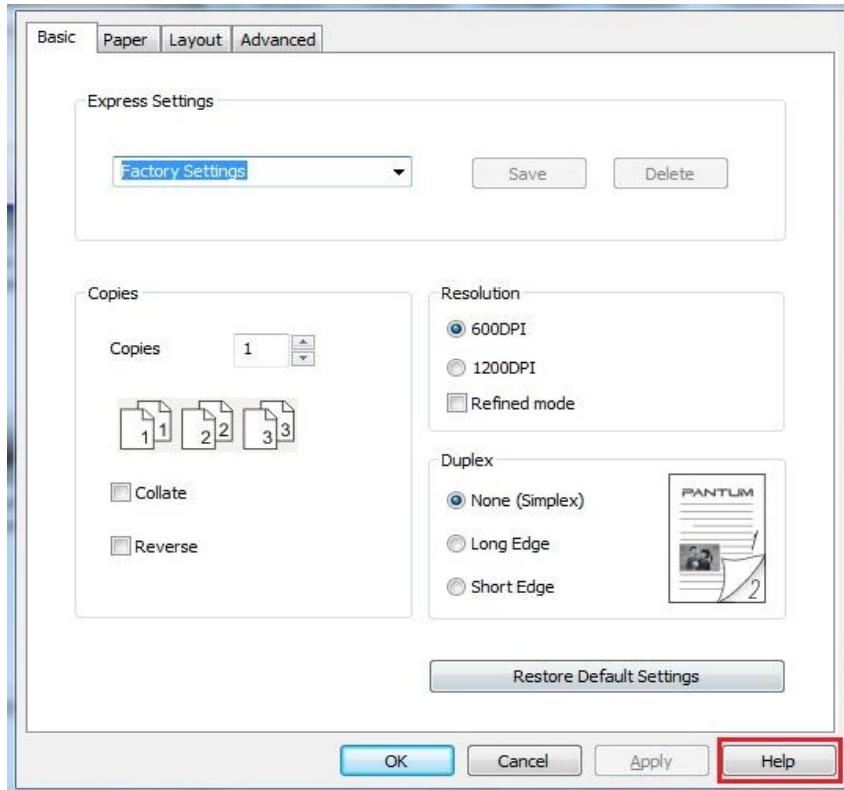 Basic Paper Layout Advanced
Express Settings
Factory Settings Save Delete
Copies
Copies 1
1 1 2 2 3 3
Collate
Reverse
Resolution
600DPI
1200DPI
Refined mode
Duplex
None (Simplex)
Long Edge
Short Edge
PANTUM
1
2
Restore Default Settings
OK Cancel Apply Help